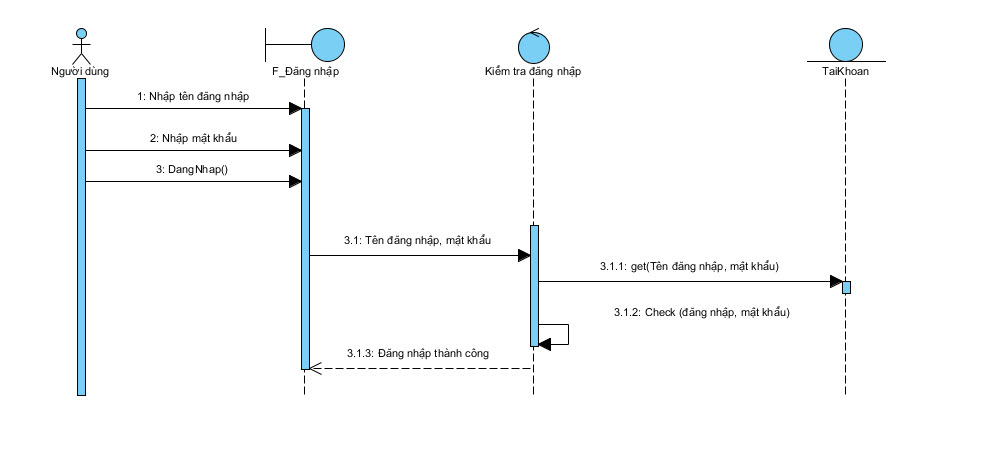 Người dùng
F_Đăng nhập
Kiểm tra đăng nhập
TaiKhoan
1: Nhập tên đăng nhập
2: Nhập mật khẩu
3: DangNhap()
3.1: Tên đăng nhập, mật khẩu
3.1.1: get(Tên đăng nhập, mật khẩu)
3.1.2: Check (đăng nhập, mật khẩu)
3.1.3: Đăng nhập thành công